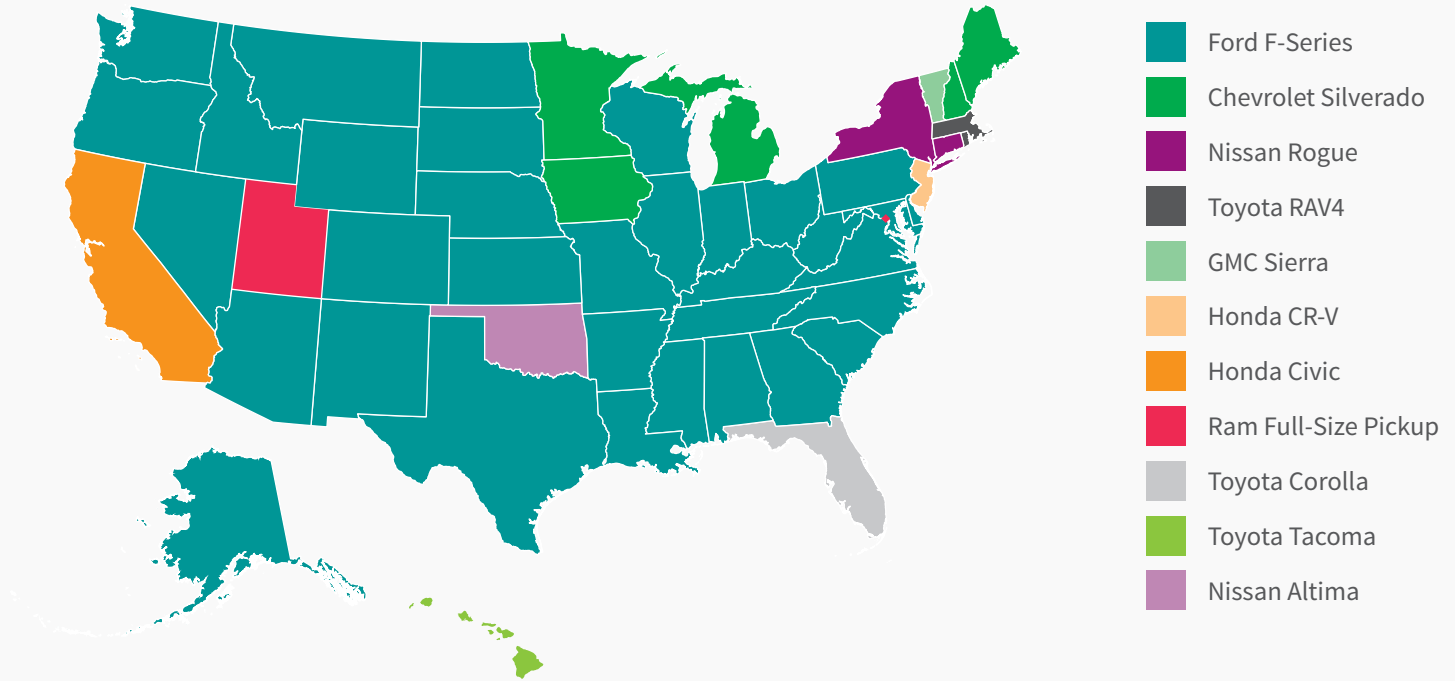 Ford F-Series
Chevrolet Silverado
Nissan Rogue
Toyota RAV4
GMC Sierra
Honda CR-V
Honda Civic
Ram Full-Size Pickup
Toyota Corolla
Toyota Tacoma
Nissan Altima